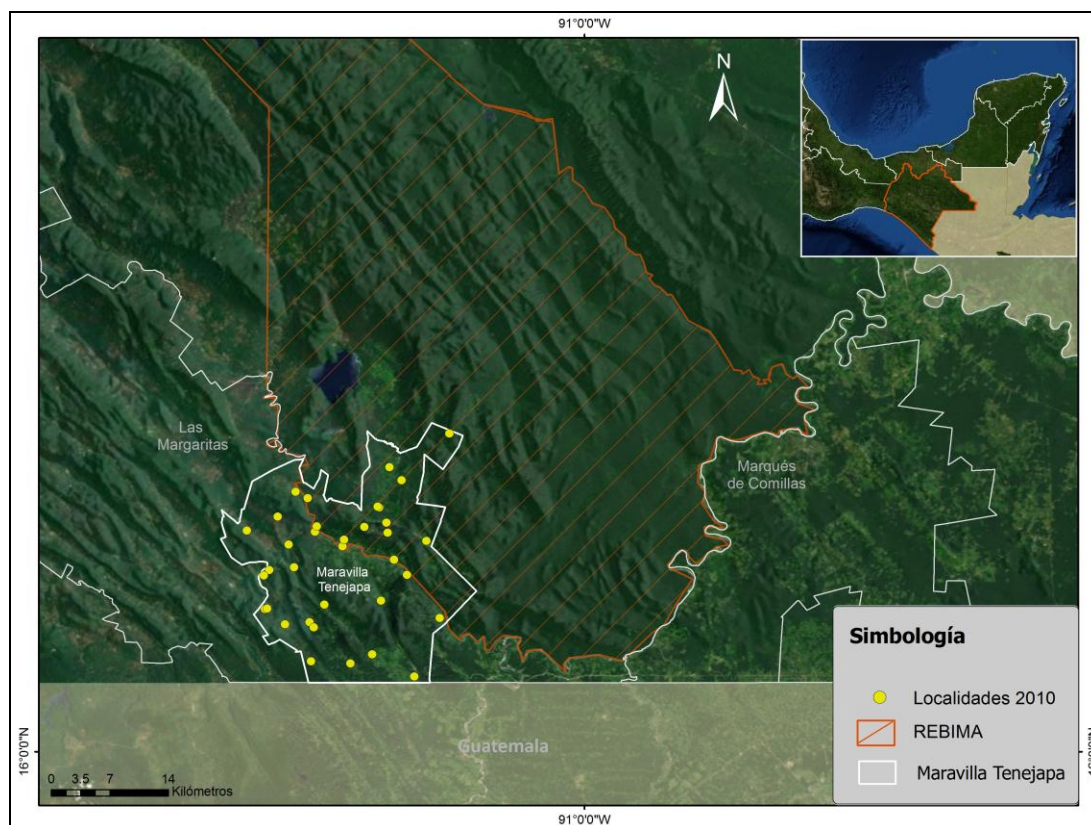 91°0'0"W
N
Las
Margaritas
Marqués
de Comillas
Maravilla
Tenejapa
Simbología
Localidades 2010
REBIMA
Maravilla Tenejapa
Guatemala
16°0'0"N
0 3.5 7 14
Kilómetros
91°0'0"W